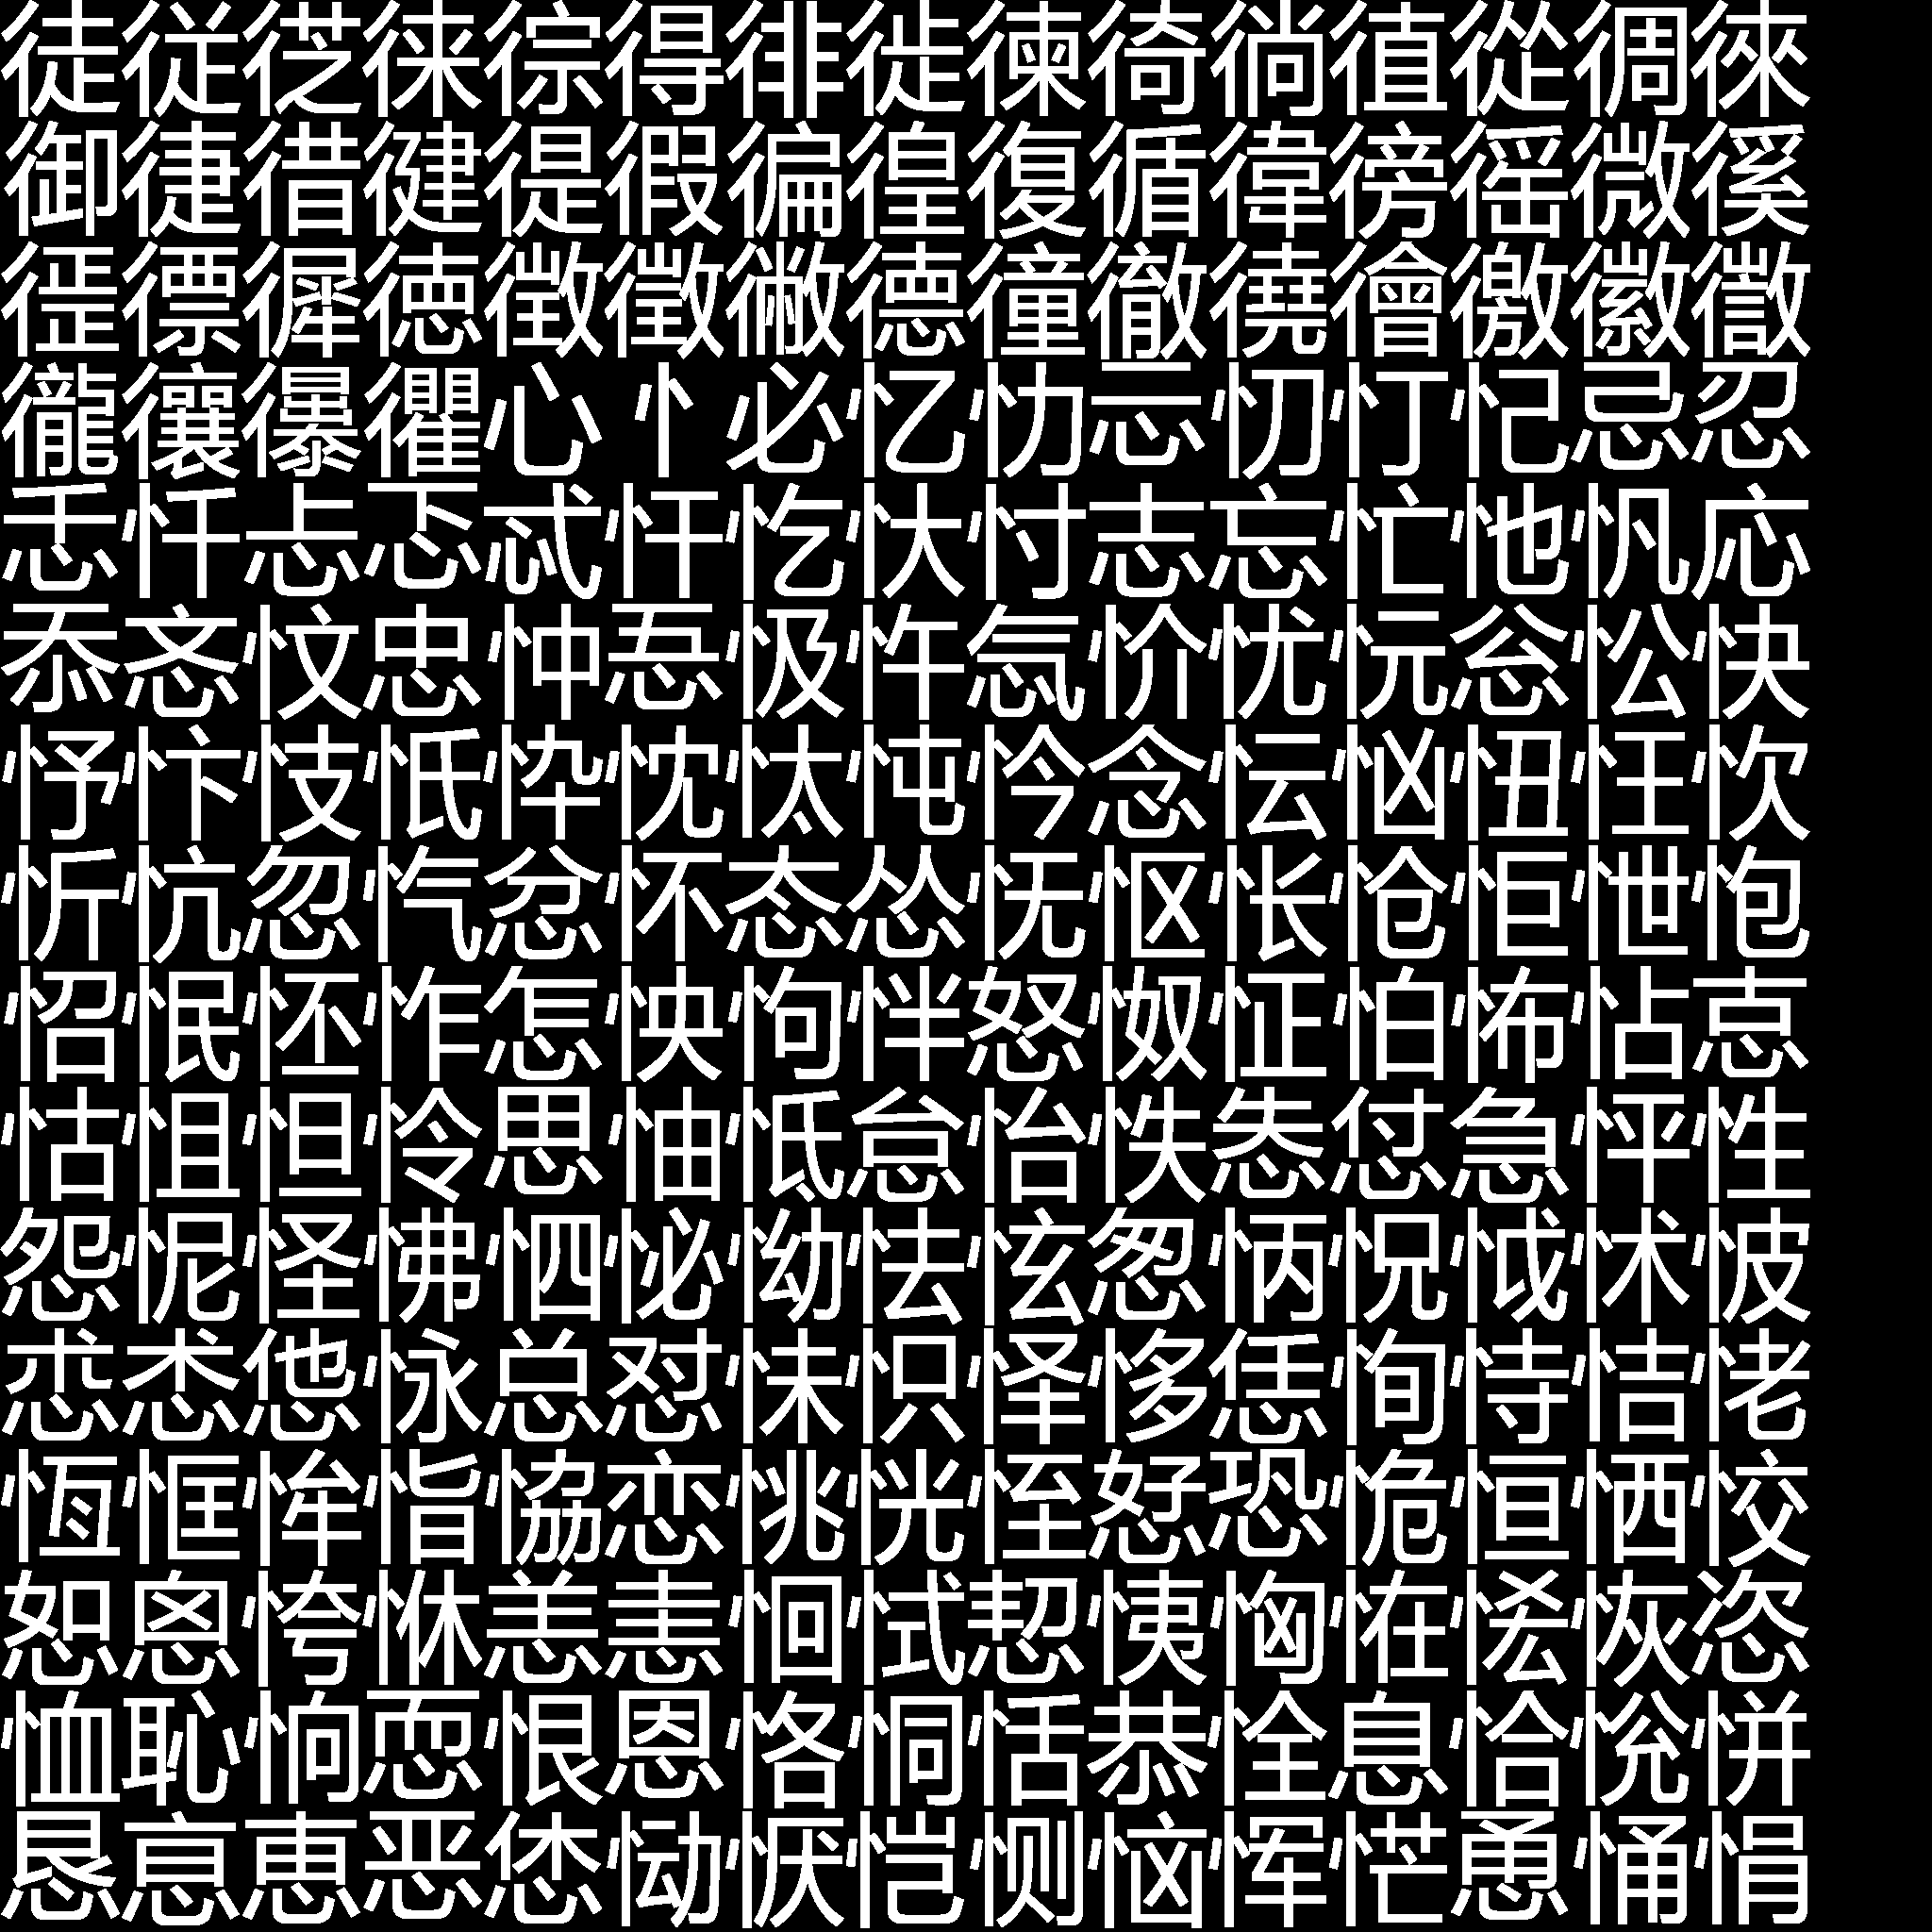 徒従徔徕徖得徘徙徚徛徜徝從徟徠
御徢徣徤徥徦徧徨復循徫徬徭微徯
徰徱徲徳徴徵徶德徸徹徺徻徼徽徾
徿忀忁忂心忄必忆忇忈忉忊忋忌忍
忎忏忐忑忒忓忔忕忖志忘忙忚忛応
忝忞忟忠忡忢忣忤忥忦忧忨忩忪快
忬忭忮忯忰忱忲忳忴念忶忷忸忹忺
忻忼忽忾忿怀态怂怃怄怅怆怇怈怉
怊怋怌怍怎怏怐怑怒怓怔怕怖怗怘
怙怚怛怜思怞怟怠怡怢怣怤急怦性
怨怩怪怫怬怭怮怯怰怱怲怳怴怵怶
怷怸怹怺总怼怽怾怿恀恁恂恃恄恅
恆恇恈恉恊恋恌恍恎恏恐恑恒恓恔
恕恖恗恘恙恚恛恜恝恞恟恠恡恢恣
恤恥恦恧恨恩恪恫恬恭恮息恰恱恲
恳恴恵恶恷恸恹恺恻恼恽恾恿悀悁